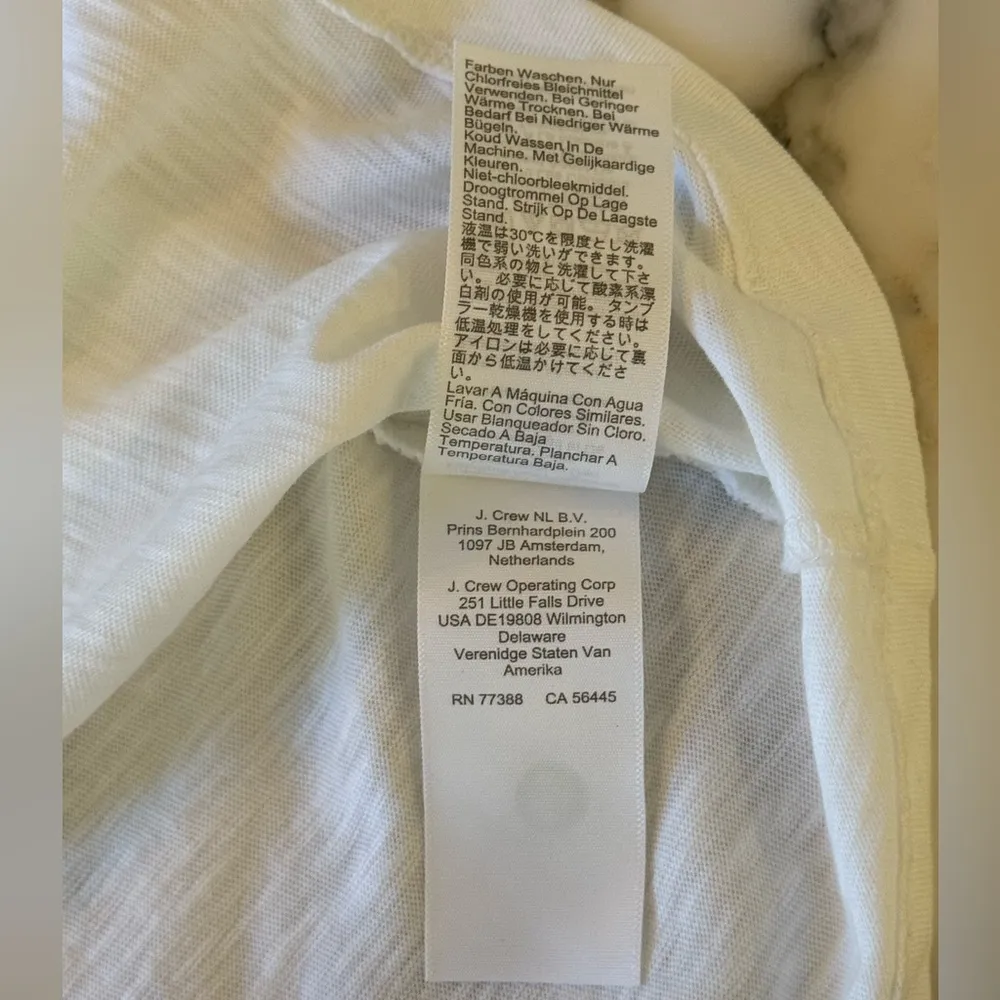 Farben Waschen. Nur
Chlorfreies Bleichmittel
Verwenden. Bei Geringer
Wärme Trocknen. Bei
Bedarf Bei Niedriger Wärme
Bügeln.
Koud Wassen In De
Machine. Met Gelijkaardige
Kleuren.
Niet-chloorbleekmiddel.
Droogtrommel Op Lage
Stand. Strijk Op De Laagste
Stand.
液温は30℃を限度とし洗濯
機で弱い洗いができます。
同色系の物と洗濯して下さ
い。 必要に応じて酸素系漂
白剤の使用が可能。 タンブ
ラー乾燥機を使用する時は
低温処理をしてください。
アイロンは必要に応じて裏
面から低温かけてくださ
い。
Lavar A Máquina Con Agua
Fría. Con Colores Similares.
Usar Blanqueador Sin Cloro.
Secado A Baja
Temperatura. Planchar A
Temperatura Baja.
J. Crew NL B.V.
Prins Bernhardplein 200
1097 JB Amsterdam,
Netherlands
J. Crew Operating Corp
251 Little Falls Drive
USA DE19808 Wilmington
Delaware
Verenidge Staten Van
Amerika
RN 77388 CA 56445